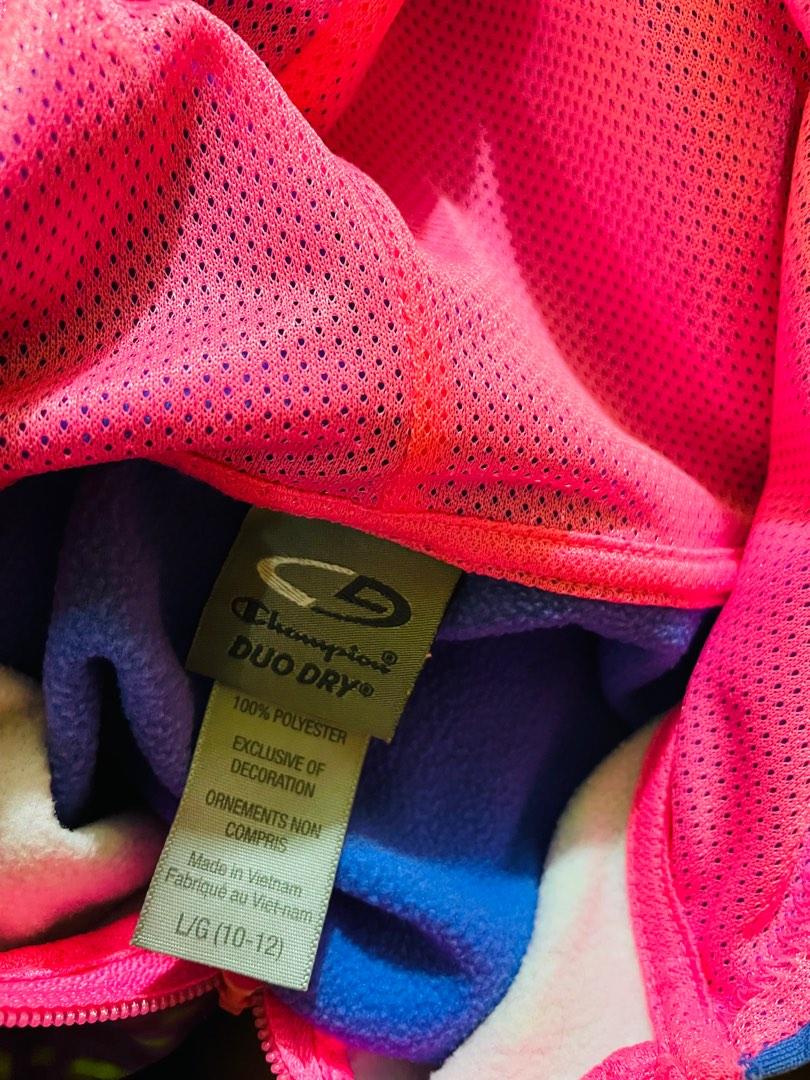 Champion®
DUO DRY®
100% POLYESTER
EXCLUSIVE OF
DECORATION
ORNEMENTS NON
COMPRIS
Made in Vietnam
Fabriqué au Viet-nam
L/G (10-12)